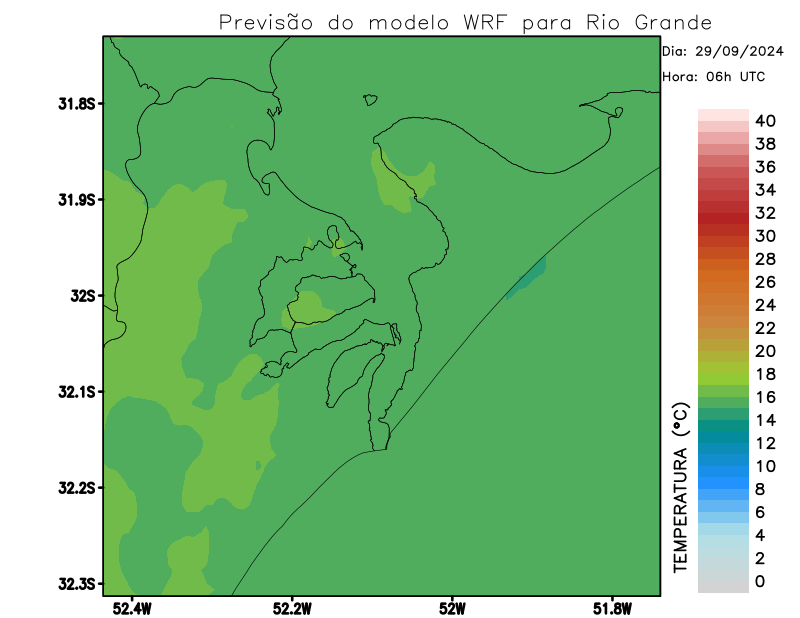 Previsão do modelo WRF para Rio Grande
Dia: 29/09/2024
Hora: 06h UTC
31.8S
31.9S
32S
32.1S
32.2S
32.3S
52.4W
52.2W
52W
51.8W
TEMPERATURA (°C)
40
38
36
34
32
30
28
26
24
22
20
18
16
14
12
10
8
6
4
2
0